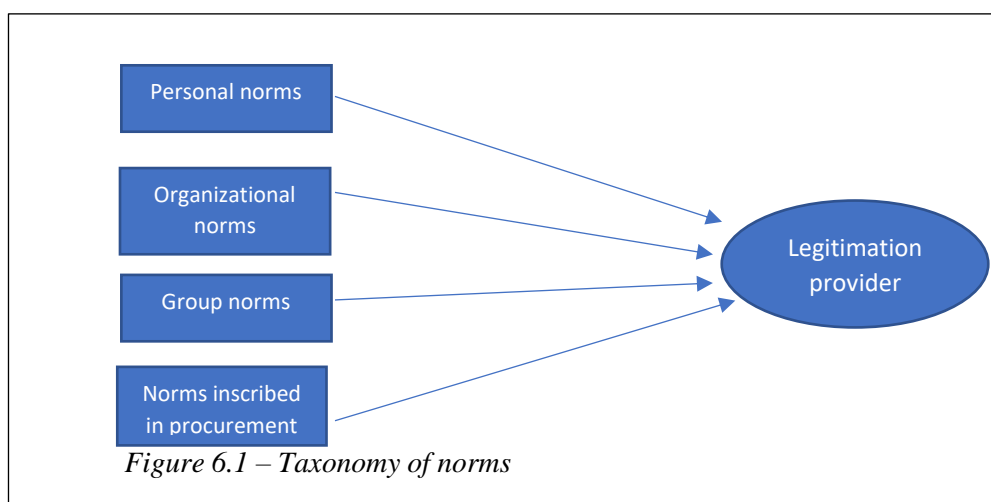 Personal norms
Organizational
norms
Group norms
Norms inscribed
in procurement
Legitimation
provider
Figure 6.1 – Taxonomy of norms